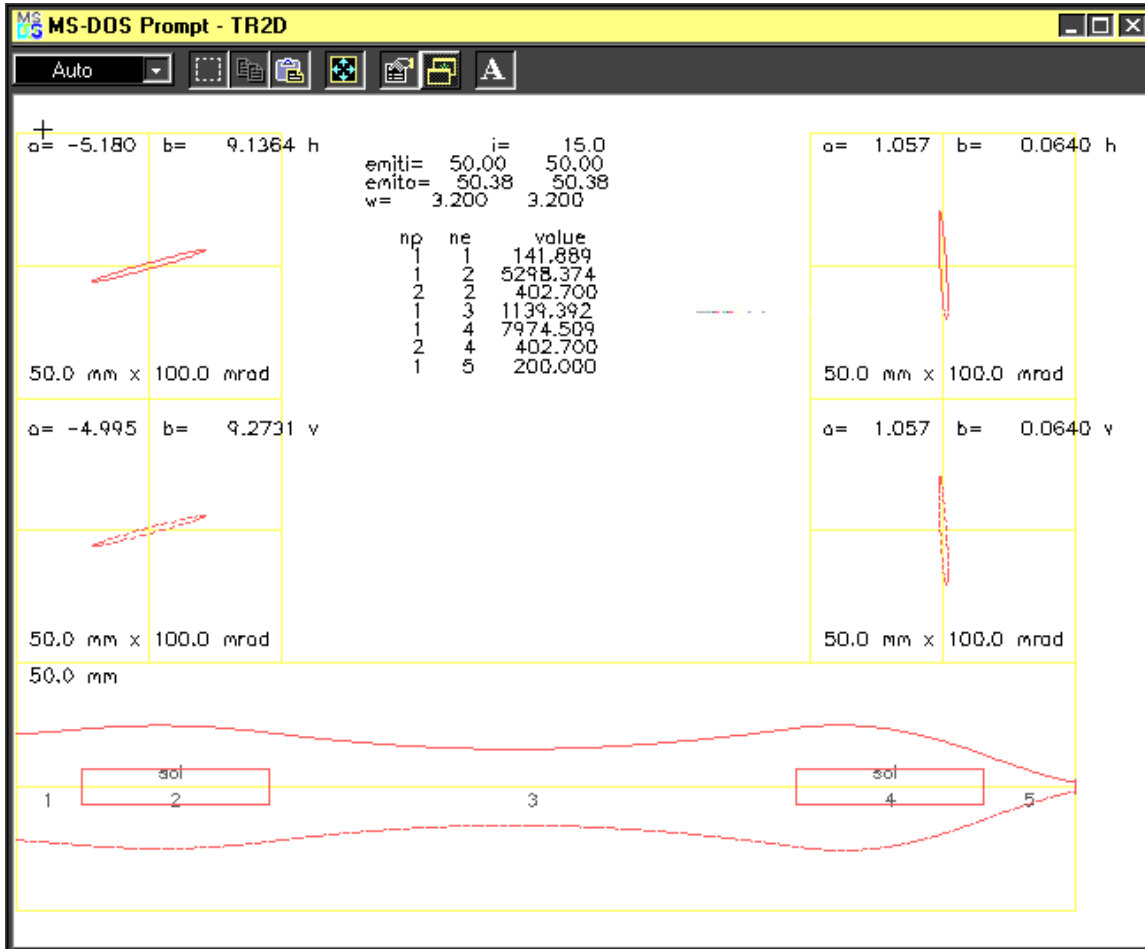 MS-DOS Prompt - TR2D
Auto
A
a= -5.180 b= 9.1364 h
i= 15.0
emiti= 50.00 50.00
emito= 50.38 50.38
w= 3.200 3.200
np ne value
1 1 141.889
1 2 5298.374
2 2 402.700
1 3 1139.392
1 4 7974.509
2 4 402.700
1 5 200.000
a= 1.057 b= 0.0640 h
50.0 mm x 100.0 mrad
50.0 mm x 100.0 mrad
a= -4.995 b= 9.2731 v
a= 1.057 b= 0.0640 v
50.0 mm x 100.0 mrad
50.0 mm x 100.0 mrad
50.0 mm
sol sol
1 2 3 4 5